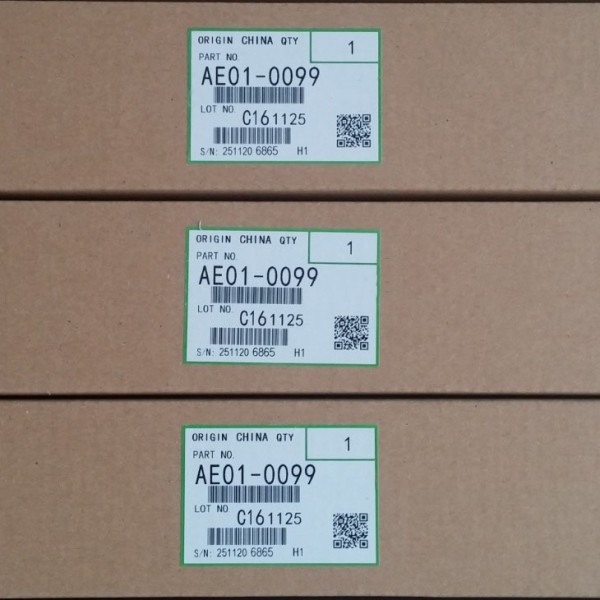 ORIGIN CHINA QTY 1
PART NO.
AE01-0099
LOT NO. C161125
S/N: 251120 6865 H1
ORIGIN CHINA QTY 1
PART NO.
AE01-0099
LOT NO. C161125
S/N: 251120 6865 H1
ORIGIN CHINA QTY 1
PART NO.
AE01-0099
LOT NO. C161125
S/N: 251120 6865 H1